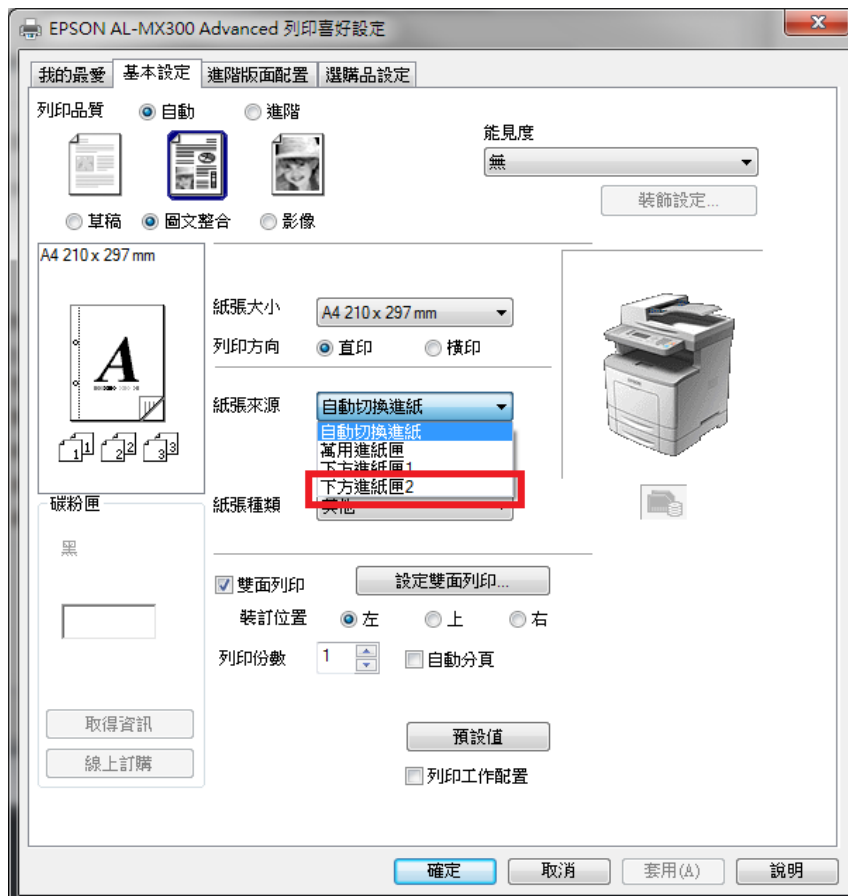 EPSON AL-MX300 Advanced 列印喜好設定
我的最愛 基本設定 進階版面配置 選購品設定
列印品質 自動 進階
能見度
無
裝飾設定...
草稿 圖文整合 影像
A4 210 x 297 mm
紙張大小 A4 210 x 297 mm
列印方向 直印 橫印
A
紙張來源 自動切換進紙
自動切換進紙
萬用進紙匣
下方進紙匣1
下方進紙匣2
1 1 2 2 3 3
紙張種類 其他
碳粉匣
黑
雙面列印 設定雙面列印...
裝訂位置 左 上 右
列印份數 1 自動分頁
取得資訊
線上訂購
預設值
列印工作配置
確定 取消 套用(A) 說明